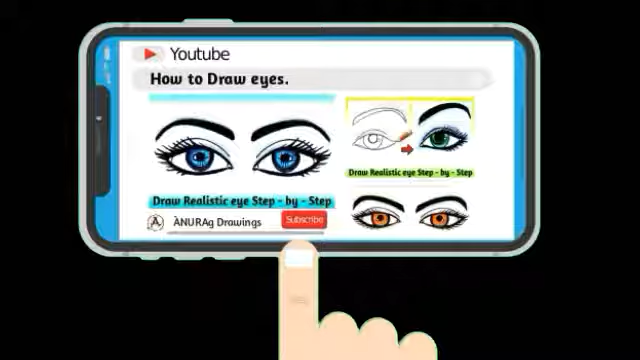 Youtube
How to Draw eyes.
Draw Realistic eye Step - by - Step
Draw Realistic eye Step - by - Step
A
ÀNURAg Drawings
Subscribe